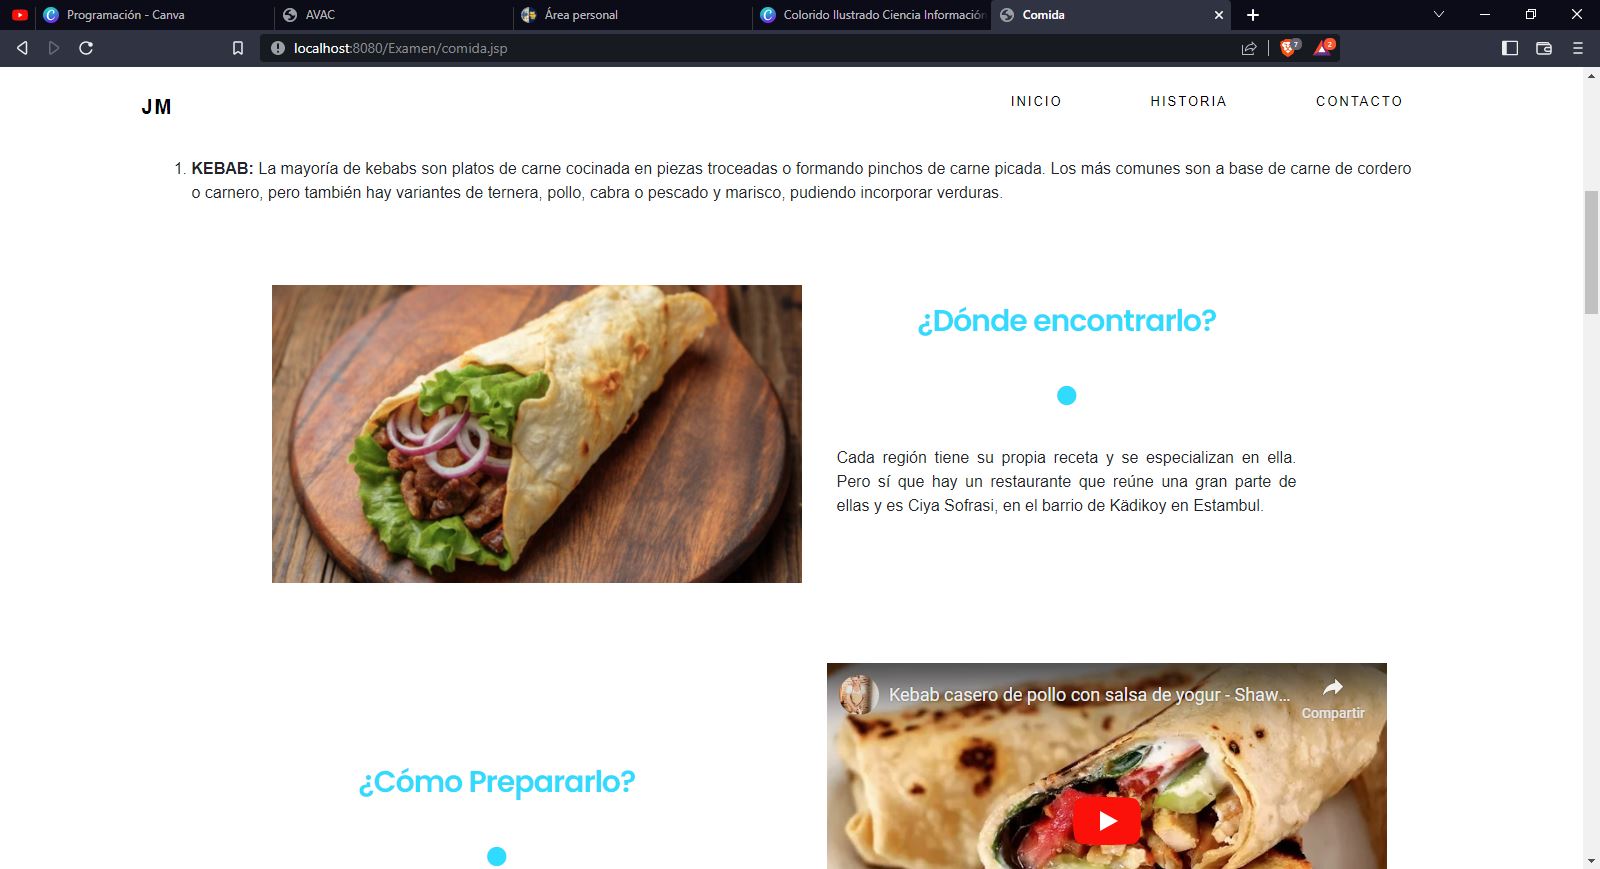 Programación - Canva
AVAC
Área personal
Colorido Ilustrado Ciencia Información
Comida
localhost:8080/Examen/comida.jsp
7
2
JM
INICIO
HISTORIA
CONTACTO
1. KEBAB: La mayoría de kebabs son platos de carne cocinada en piezas troceadas o formando pinchos de carne picada. Los más comunes son a base de carne de cordero
o carnero, pero también hay variantes de ternera, pollo, cabra o pescado y marisco, pudiendo incorporar verduras.
¿Dónde encontrarlo?
Cada región tiene su propia receta y se especializan en ella.
Pero sí que hay un restaurante que reúne una gran parte de
ellas y es Ciya Sofrasi, en el barrio de Kädikoy en Estambul.
Kebab casero de pollo con salsa de yogur - Shaw...
Compartir
¿Cómo Prepararlo?